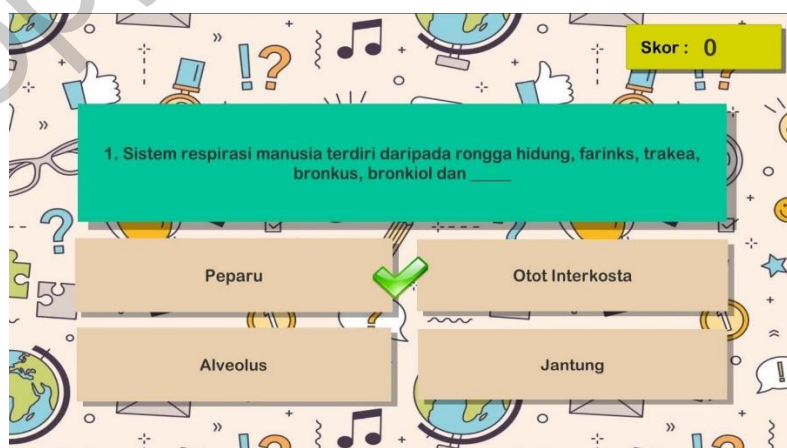 Skor : 0
1. Sistem respirasi manusia terdiri daripada rongga hidung, farinks, trakea,
bronkus, bronkiol dan _____
Peparu
Otot Interkosta
Alveolus
Jantung